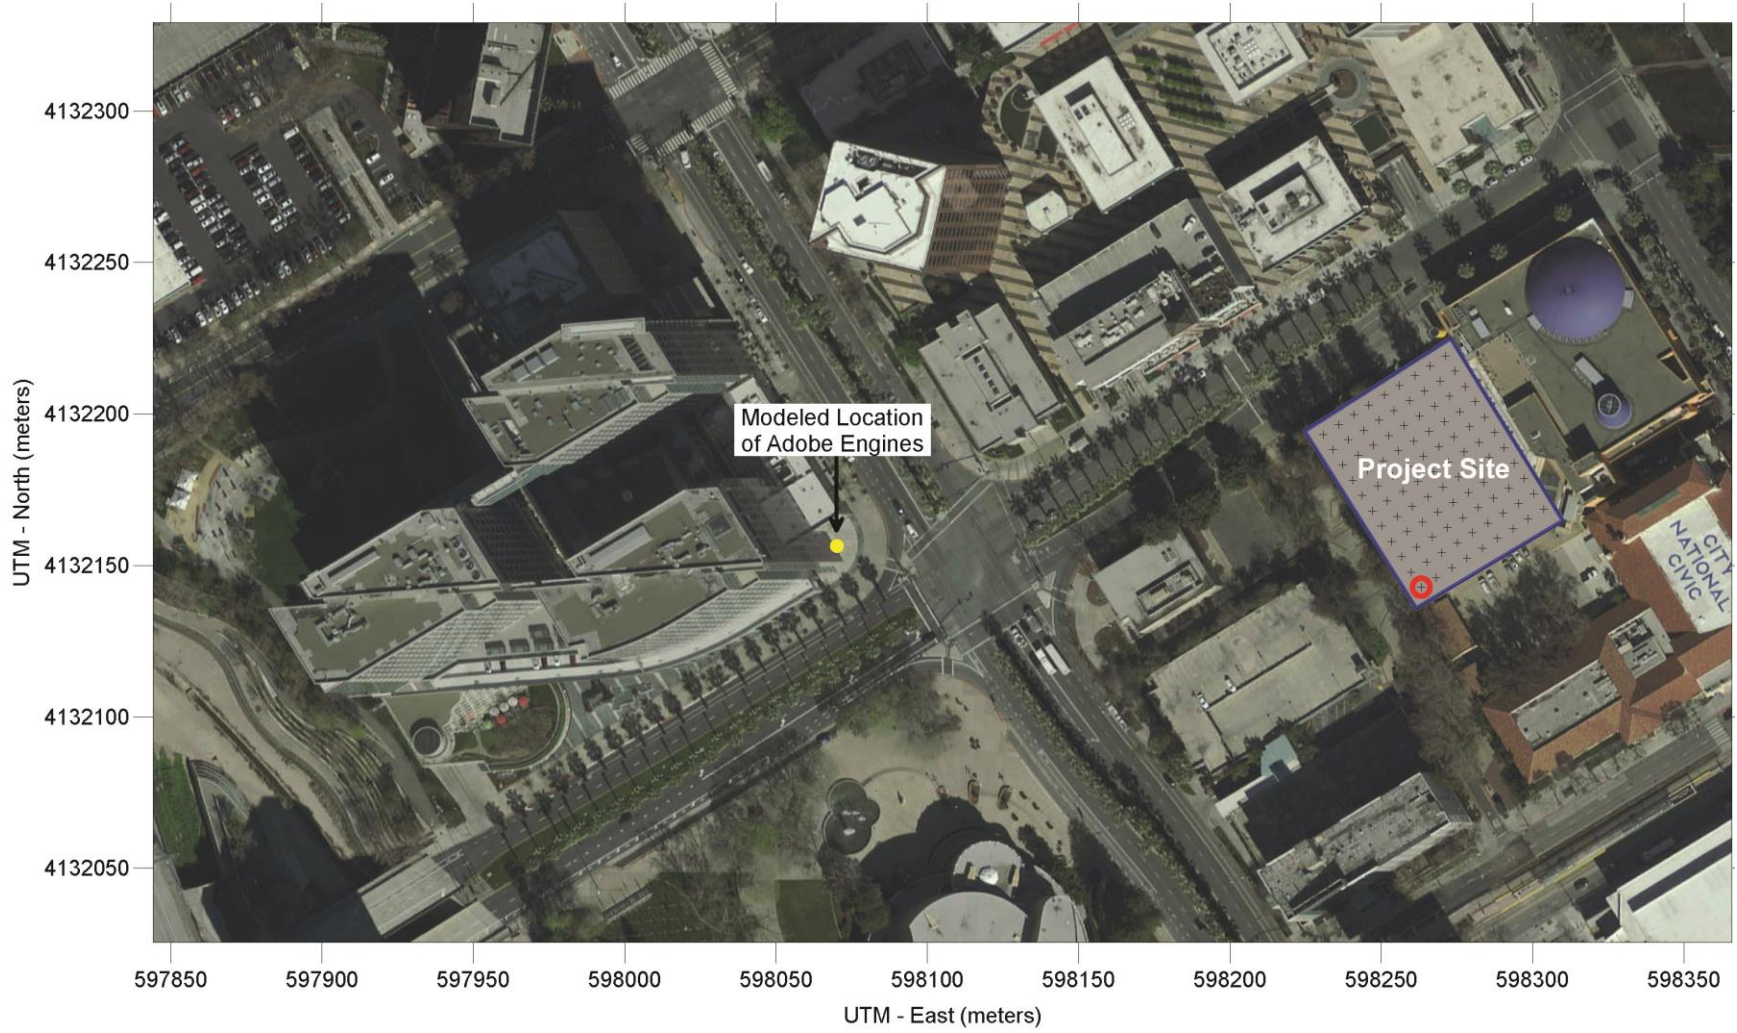 4132300
4132250
4132200
4132150
4132100
4132050
UTM - North (meters)
Modeled Location
of Adobe Engines
Project Site
CITY
NATIONAL
CIVIC
597850
597900
597950
598000
598050
598100
598150
598200
598250
598300
598350
UTM - East (meters)